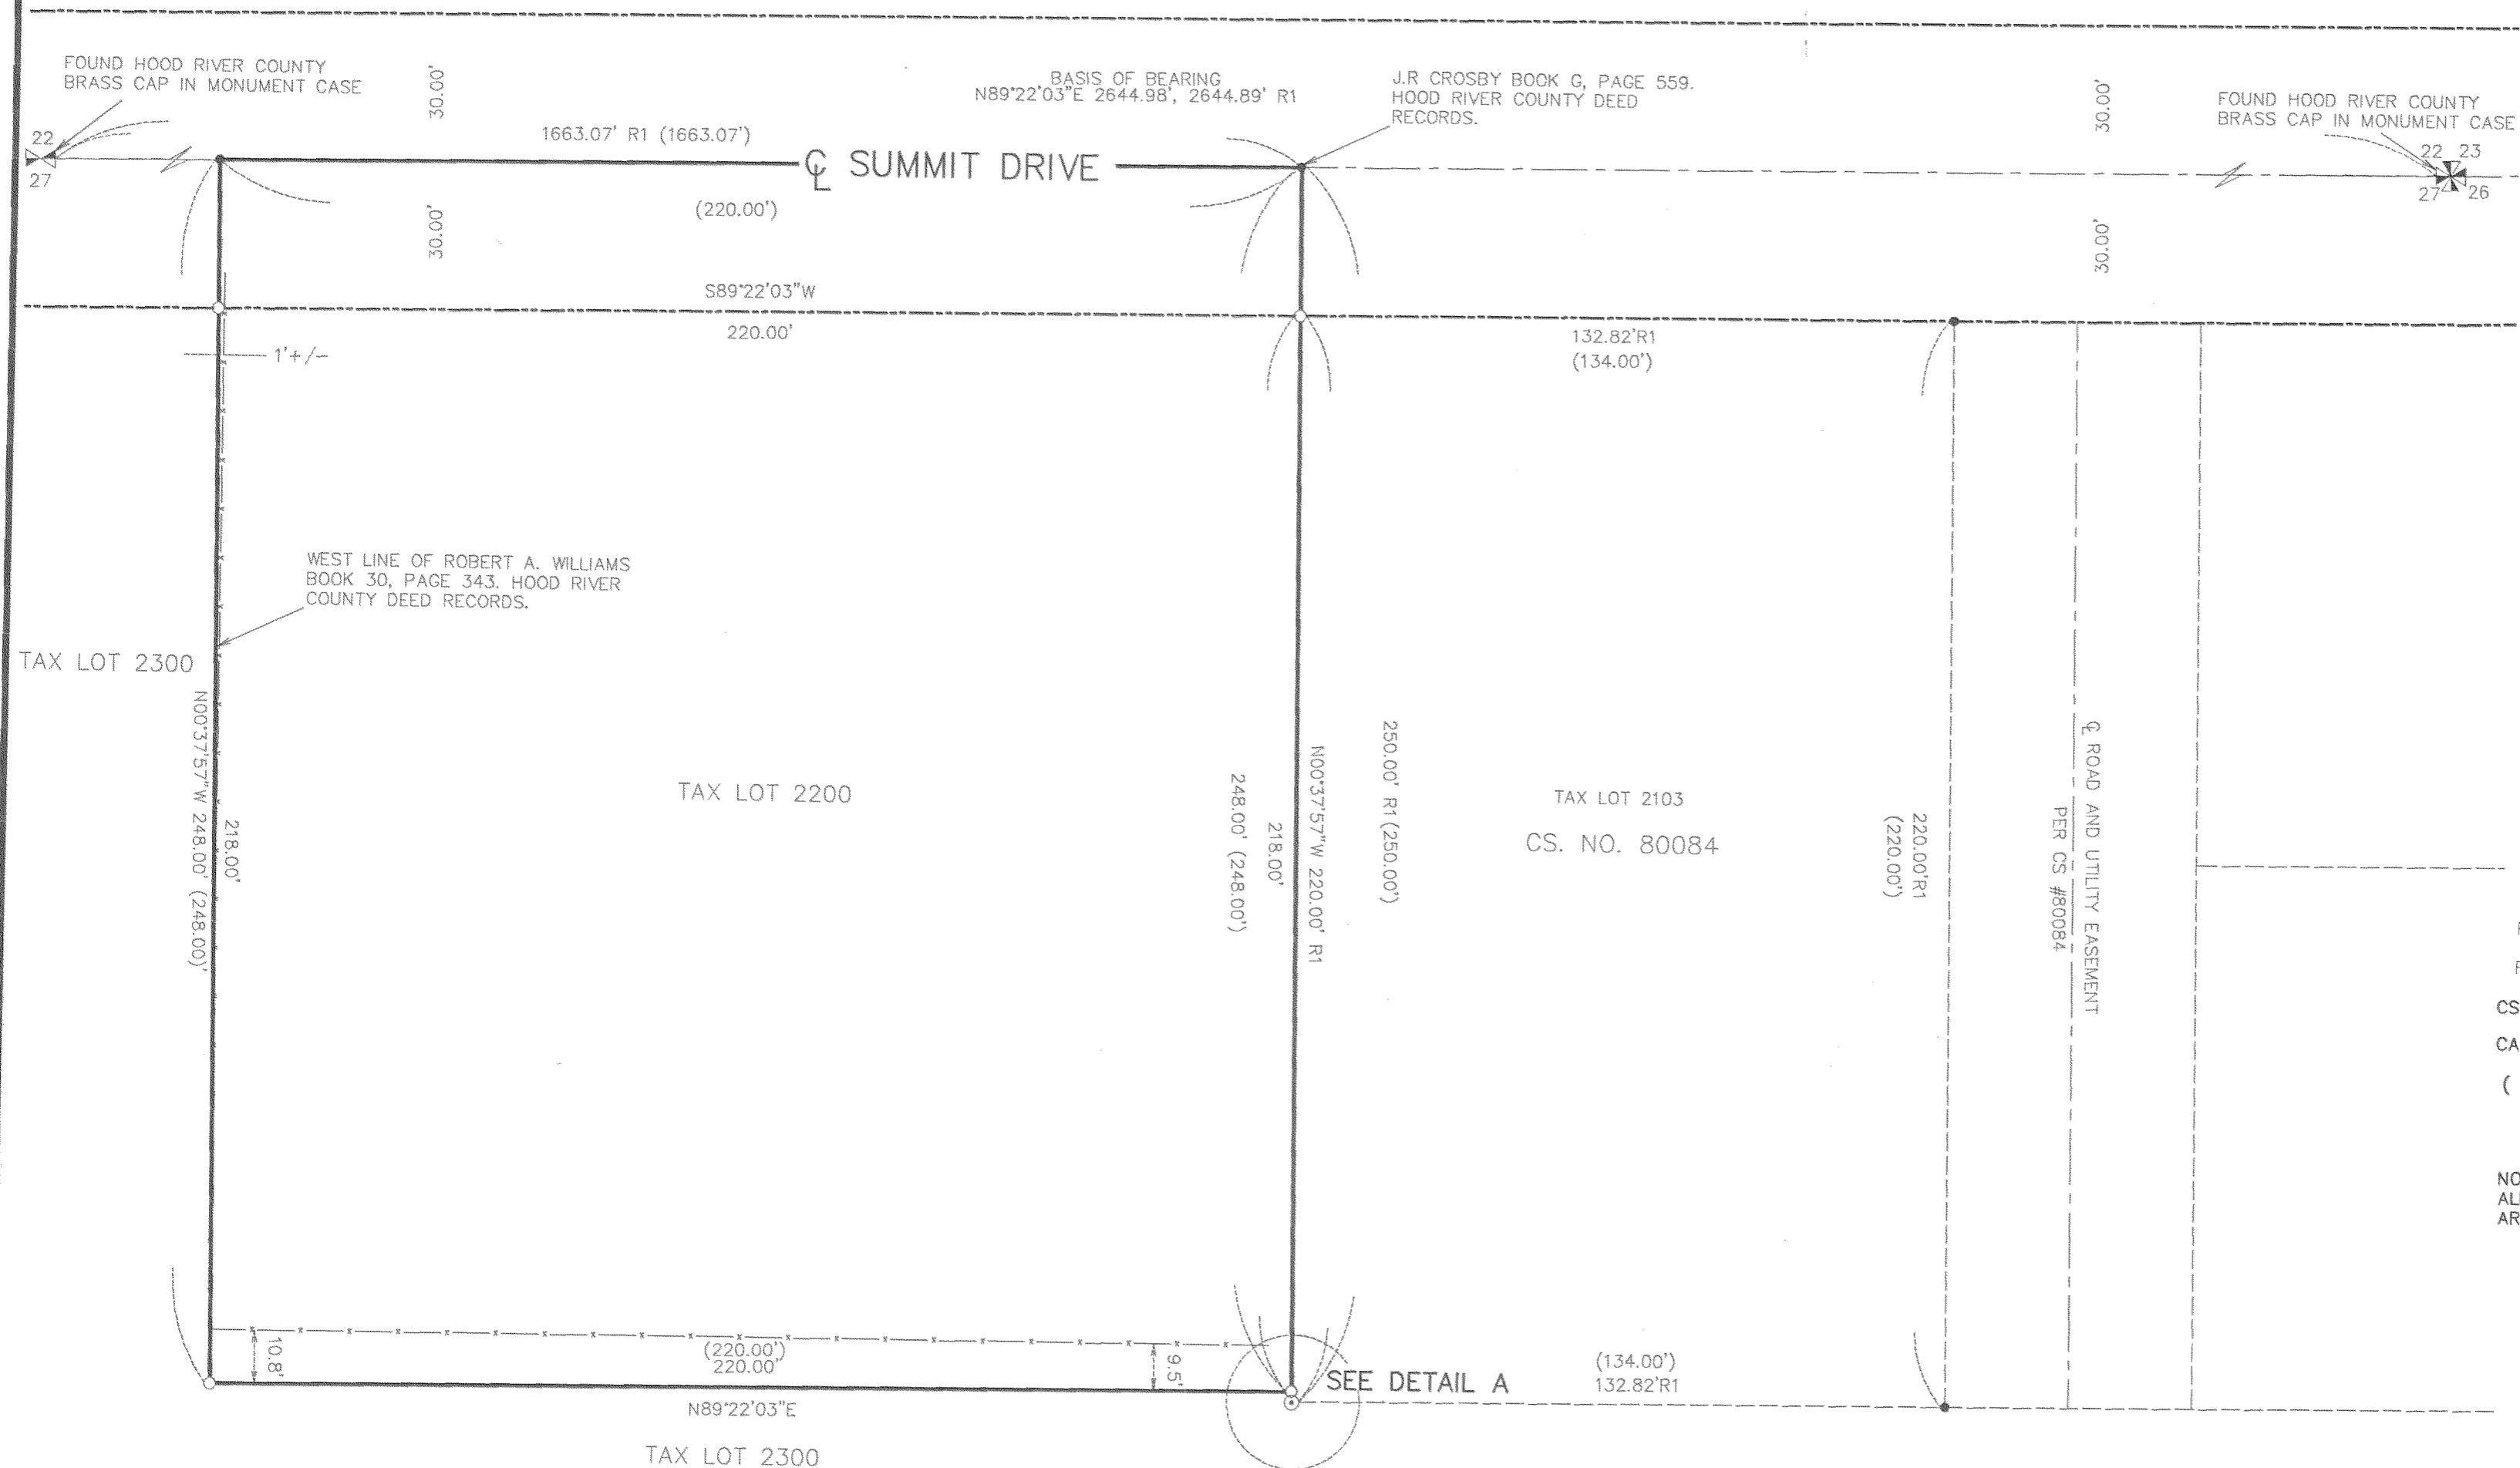 FOUND HOOD RIVER COUNTY
BRASS CAP IN MONUMENT CASE
22
27
30.00'
30.00'
1663.07' R1 (1663.07')
BASIS OF BEARING
N89°22'03"E 2644.98', 2644.89' R1
J.R CROSBY BOOK G, PAGE 559.
HOOD RIVER COUNTY DEED
RECORDS.
℄ SUMMIT DRIVE
(220.00')
30.00'
30.00'
FOUND HOOD RIVER COUNTY
BRASS CAP IN MONUMENT CASE
22 23
27 26
S89°22'03"W
220.00'
1'+/-
132.82'R1
(134.00')
WEST LINE OF ROBERT A. WILLIAMS
BOOK 30, PAGE 343. HOOD RIVER
COUNTY DEED RECORDS.
TAX LOT 2300
N00°37'57"W 248.00' (248.00)'
218.00'
TAX LOT 2200
248.00' (248.00')
218.00'
N00°37'57"W 220.00' R1
250.00' R1 (250.00')
TAX LOT 2103
CS. NO. 80084
220.00'R1
(220.00')
℄ ROAD AND UTILITY EASEMENT
PER CS #80084
CS
CA
(
NO
AL
AR
10.8'
(220.00')
220.00'
9.5'
N89°22'03"E
SEE DETAIL A
(134.00')
132.82'R1
TAX LOT 2300